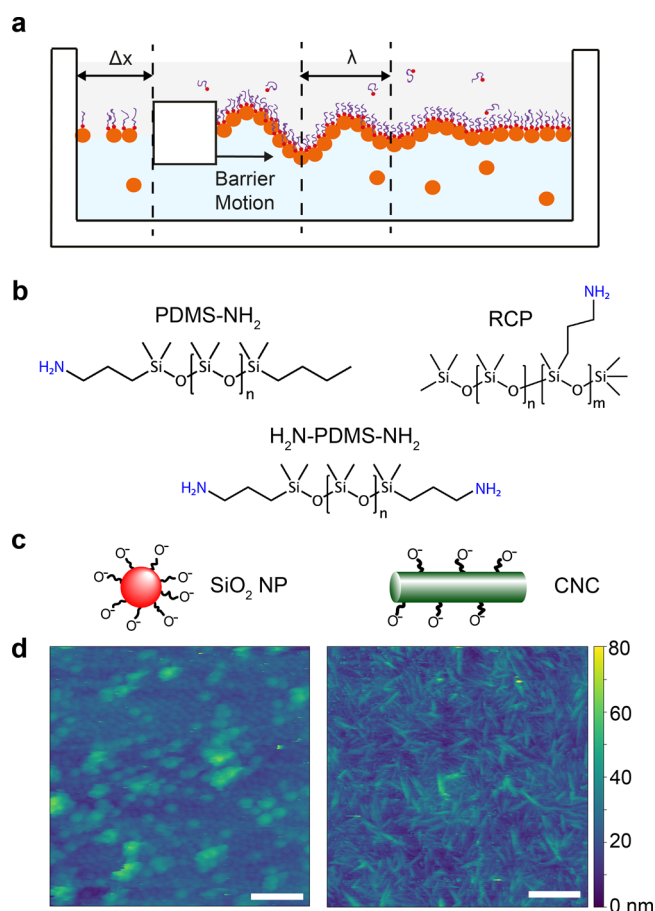 a
Δx
λ
Barrier
Motion
b
PDMS-NH₂
RCP
NH₂
H₂N
Si
O
Si
O
Si
n
Si
O
Si
O
Si
O
Si
n
m
H₂N-PDMS-NH₂
H₂N
Si
O
Si
O
Si
NH₂
n
c
O⁻ O⁻ O⁻ O⁻ O⁻ O⁻ O⁻ O⁻
SiO₂ NP
O⁻ O⁻ O⁻
O⁻ O⁻ O⁻
CNC
d
80
60
40
20
0 nm